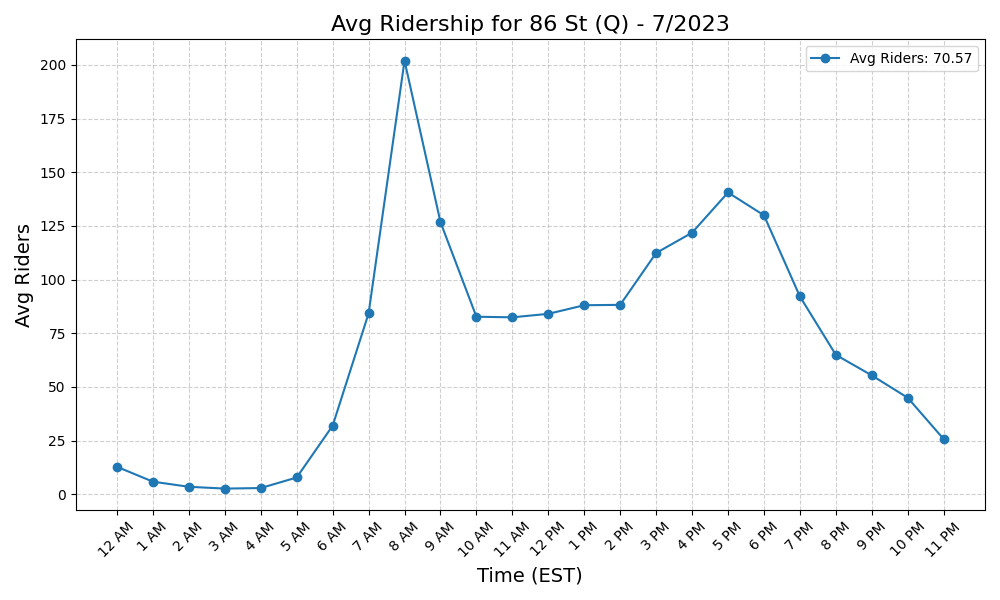 Avg Ridership for 86 St (Q) - 7/2023
Avg Riders: 70.57
Avg Riders
200
175
150
125
100
75
50
25
0
12 AM
1 AM
2 AM
3 AM
4 AM
5 AM
6 AM
7 AM
8 AM
9 AM
10 AM
11 AM
12 PM
1 PM
2 PM
3 PM
4 PM
5 PM
6 PM
7 PM
8 PM
9 PM
10 PM
11 PM
Time (EST)